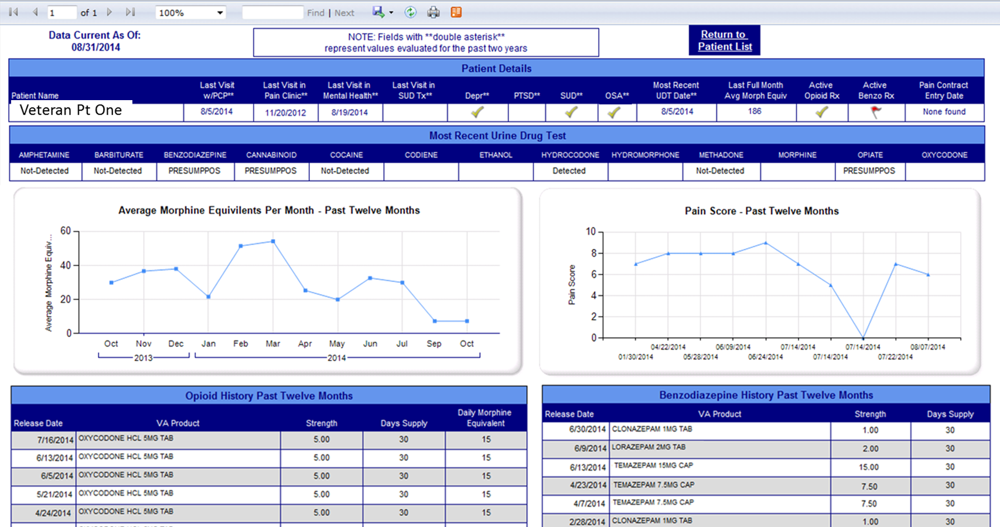 1 of 1 100% Find | Next
Data Current As Of:
08/31/2014
NOTE: Fields with **double asterisk**
represent values evaluated for the past two years
Return to
Patient List
Patient Details
Patient Name Last Visit w/PCP** Last Visit in Pain Clinic** Last Visit in Mental Health** Last Visit in SUD Tx** Depr** PTSD** SUD** OSA** Most Recent UDT Date** Last Full Month Avg Morph Equiv Active Opioid Rx Active Benzo Rx Pain Contract Entry Date
Veteran Pt One 8/5/2014 11/20/2012 8/19/2014 8/5/2014 186 None found
Most Recent Urine Drug Test
AMPHETAMINE BARBITURATE BENZODIAZEPINE CANNABINOID COCAINE CODIENE ETHANOL HYDROCODONE HYDROMORPHONE METHADONE MORPHINE OPIATE OXYCODONE
Not-Detected Not-Detected PRESUMPPOS PRESUMPPOS Not-Detected Detected Not-Detected PRESUMPPOS
Average Morphine Equivilents Per Month - Past Twelve Months
Average Morphine Equiv...
60
40
20
0
Oct Nov Dec Jan Feb Mar Apr May Jun Jul Sep Oct
2013 2014
Pain Score - Past Twelve Months
Pain Score
10
8
6
4
2
0
04/22/2014 06/09/2014 07/14/2014 07/14/2014 08/07/2014
01/30/2014 05/28/2014 06/24/2014 07/14/2014 07/22/2014
Opioid History Past Twelve Months
Release Date VA Product Strength Days Supply Daily Morphine Equivalent
7/16/2014 OXYCODONE HCL 5MG TAB 5.00 30 15
6/13/2014 OXYCODONE HCL 5MG TAB 5.00 30 15
6/5/2014 OXYCODONE HCL 5MG TAB 5.00 30 15
5/21/2014 OXYCODONE HCL 5MG TAB 5.00 30 15
4/24/2014 OXYCODONE HCL 5MG TAB 5.00 30 15
Benzodiazepine History Past Twelve Months
Release Date VA Product Strength Days Supply
6/30/2014 CLONAZEPAM 1MG TAB 1.00 30
6/9/2014 LORAZEPAM 2MG TAB 2.00 30
6/13/2014 TEMAZEPAM 15MG CAP 15.00 30
4/23/2014 TEMAZEPAM 7.5MG CAP 7.50 30
4/7/2014 TEMAZEPAM 7.5MG CAP 7.50 30
2/28/2014 CLONAZEPAM 1MG TAB 1.00 30